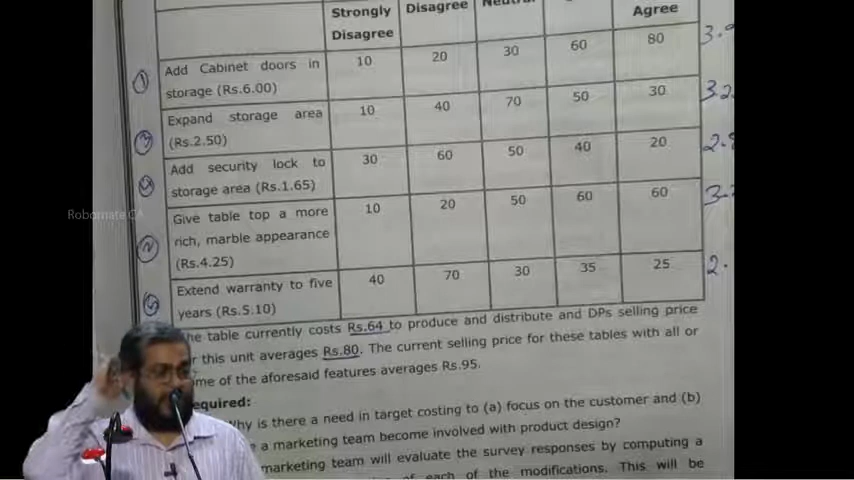 Strongly Disagree
Disagree
Neutral
Agree
Add Cabinet doors in storage (Rs.6.00) 10 20 30 60 80
Expand storage area (Rs.2.50) 10 40 70 50 30
Add security lock to storage area (Rs.1.65) 30 60 50 40 20
Give table top a more rich, marble appearance (Rs.4.25) 10 20 50 60 60
Extend warranty to five years (Rs.5.10) 40 70 30 35 25
Robomate CA
he table currently costs Rs.64 to produce and distribute and DPs selling price
r this unit averages Rs.80. The current selling price for these tables with all or
me of the aforesaid features averages Rs.95.
equired:
hy is there a need in target costing to (a) focus on the customer and (b)
a marketing team become involved with product design?
marketing team will evaluate the survey responses by computing a
of each of the modifications. This will be